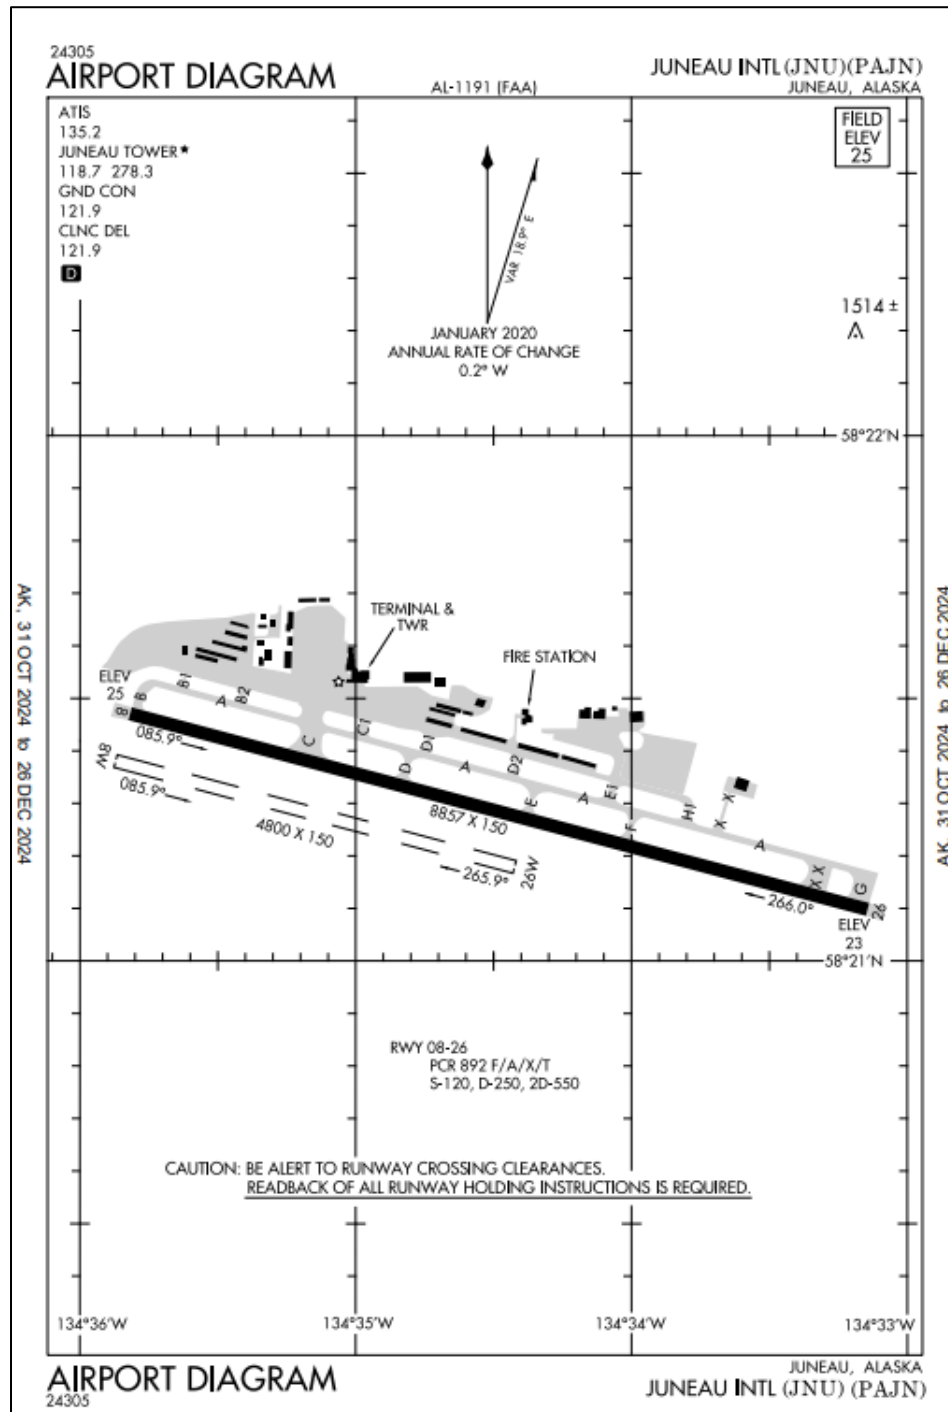 24305
AIRPORT DIAGRAM
AL-1191 (FAA)
JUNEAU INTL (JNU)(PAJN)
JUNEAU, ALASKA
ATIS
135.2
JUNEAU TOWER★
118.7 278.3
GND CON
121.9
CLNC DEL
121.9
D
FIELD
ELEV
25
VAR 18.9° E
JANUARY 2020
ANNUAL RATE OF CHANGE
0.2° W
1514 ±
58°22'N
AK, 31 OCT 2024 to 26 DEC 2024
AK, 31 OCT 2024 to 26 DEC 2024
TERMINAL &
TWR
FIRE STATION
ELEV
25
8
B
B1
A
B2
C
C1
D
D1
A
D2
E
A
E1
F
H1
X
X
A
X X
G
26
085.9°
8W
085.9°
4800 X 150
8857 X 150
265.9°
26W
266.0°
ELEV
23
58°21'N
RWY 08-26
PCR 892 F/A/X/T
S-120, D-250, 2D-550
CAUTION: BE ALERT TO RUNWAY CROSSING CLEARANCES.
READBACK OF ALL RUNWAY HOLDING INSTRUCTIONS IS REQUIRED.
134°36'W
134°35'W
134°34'W
134°33'W
AIRPORT DIAGRAM
24305
JUNEAU, ALASKA
JUNEAU INTL (JNU) (PAJN)